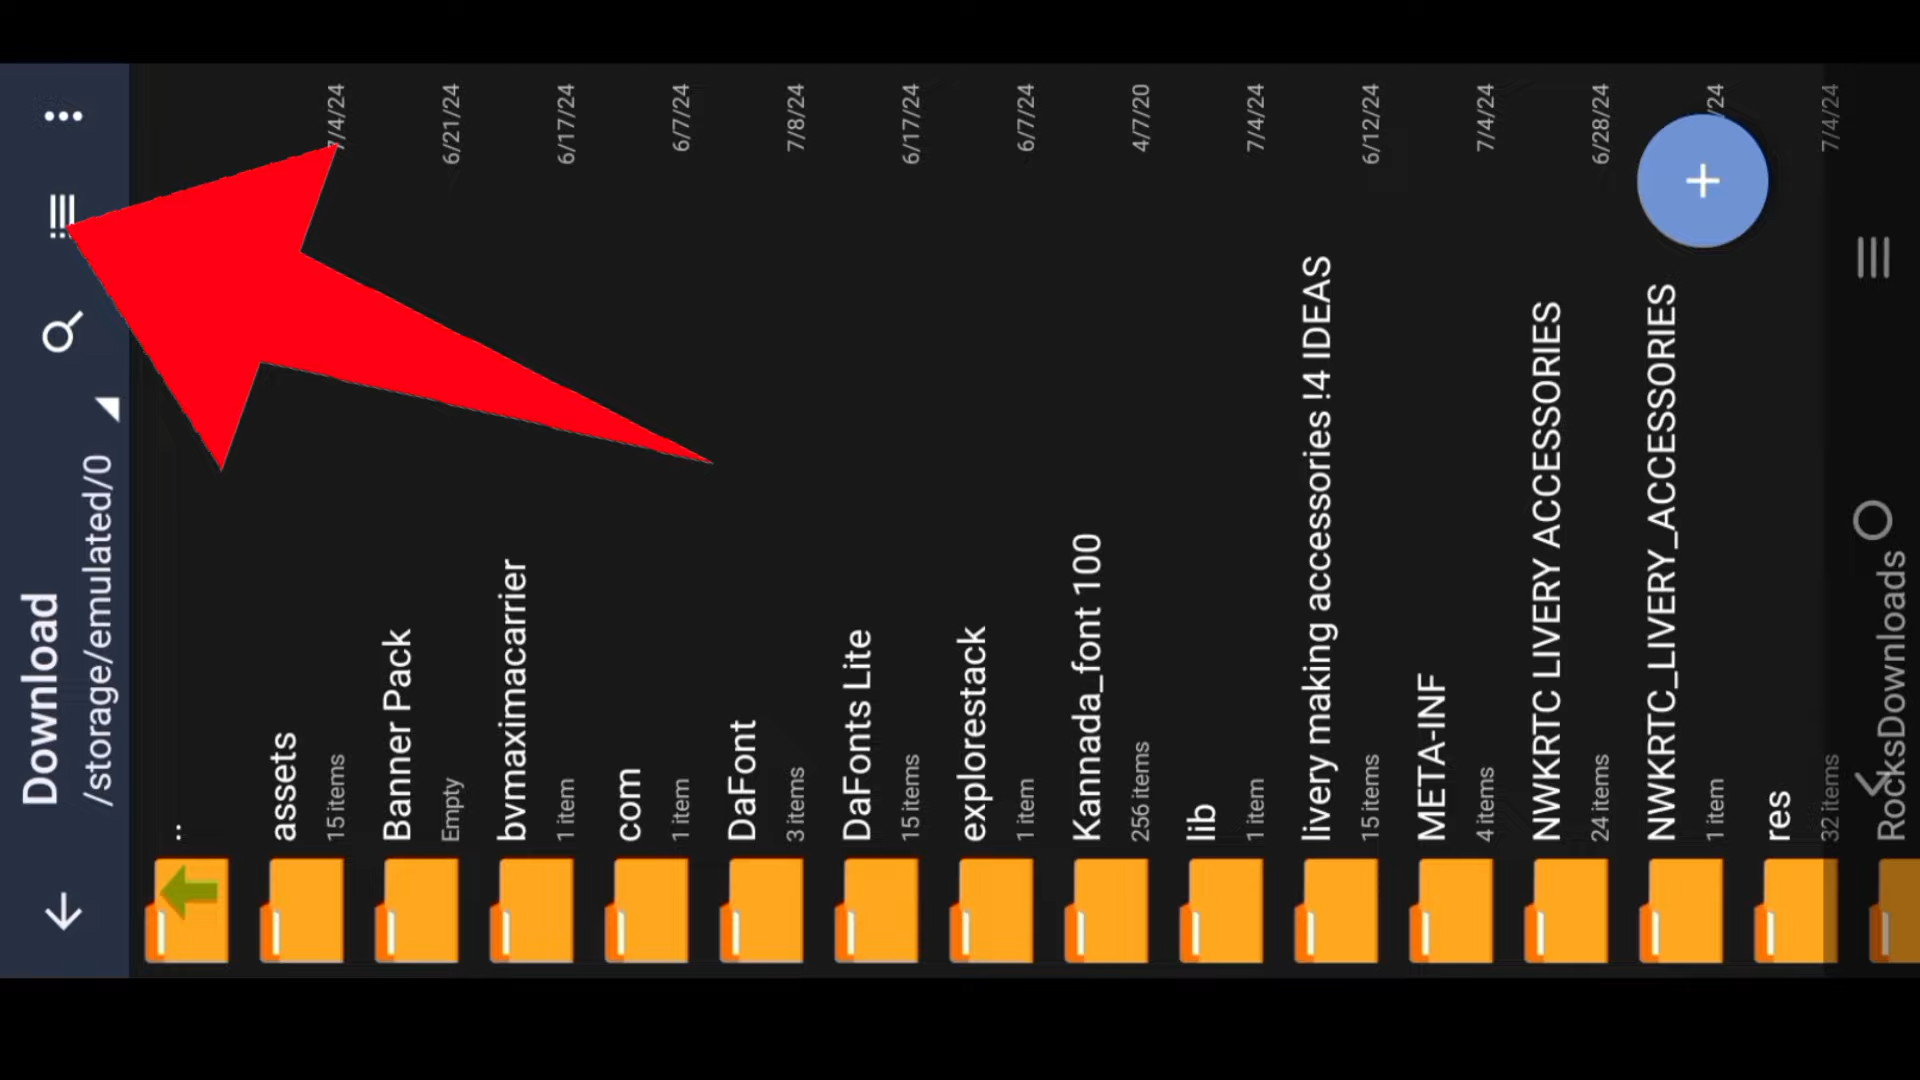 Download
/storage/emulated/0
..
assets
15 items
7/4/24
Banner Pack
Empty
6/21/24
bvmaximacarrier
1 item
6/17/24
com
1 item
6/7/24
DaFont
3 items
7/8/24
DaFonts Lite
15 items
6/17/24
explorestack
1 item
6/7/24
Kannada_font 100
256 items
4/7/20
lib
1 item
7/4/24
livery making accessories !4 IDEAS
15 items
6/12/24
META-INF
4 items
7/4/24
NWKRTC LIVERY ACCESSORIES
24 items
6/28/24
NWKRTC_LIVERY_ACCESSORIES
1 item
/24
res
32 items
7/4/24
RocksDownloads